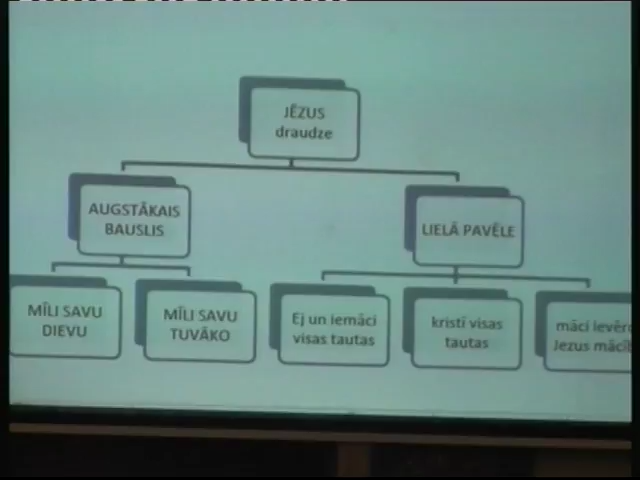 JĒZUS
draudze
AUGSTĀKAIS
BAUSLIS
LIELĀ PAVĒLE
MĪLI SAVU
DIEVU
MĪLI SAVU
TUVĀKO
Ej un iemāci
visas tautas
kristī visas
tautas
māci
Jezus